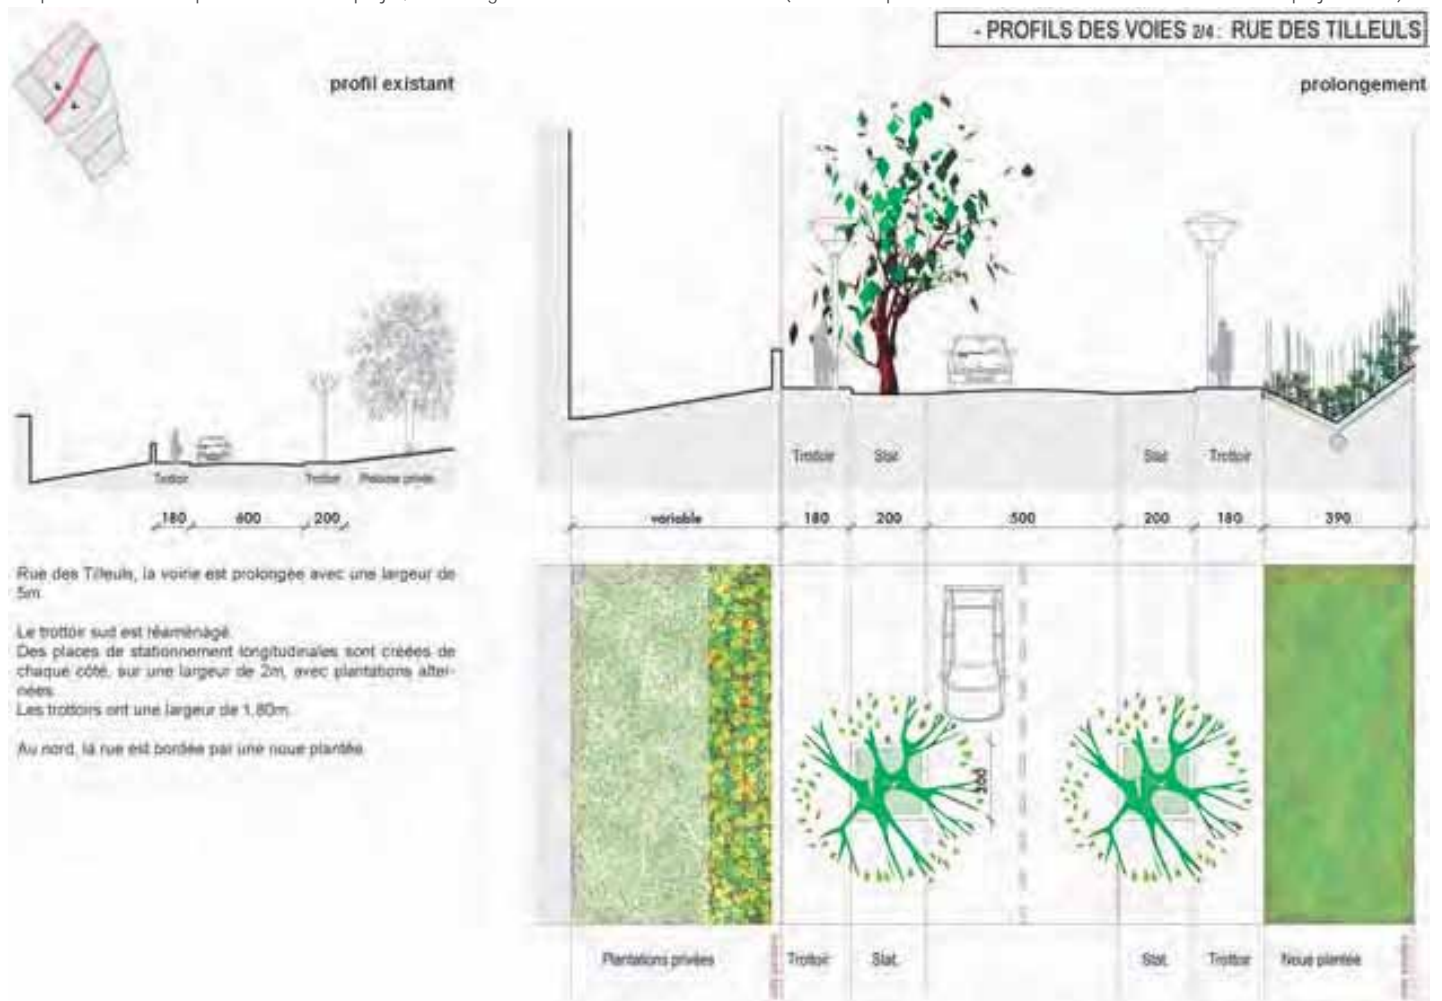 - PROFILS DES VOIES 2/4 : RUE DES TILLEULS
profil existant
prolongement
Trottoir
Trottoir
180
600
200
Trottoir
Stat
Stat
Trottoir
variable
180
200
500
200
180
390
Rue des Tilleuls, la voirie est prolongée avec une largeur de
5m.
Le trottoir sud est réaménagé.
Des places de stationnement longitudinales sont créées de
chaque côté, sur une largeur de 2m, avec plantations alter-
nées.
Les trottoirs ont une largeur de 1.80m.
Au nord, la rue est bordée par une noue plantée.
Plantations privées
Trottoir
Stat.
Stat.
Trottoir
Noue plantée